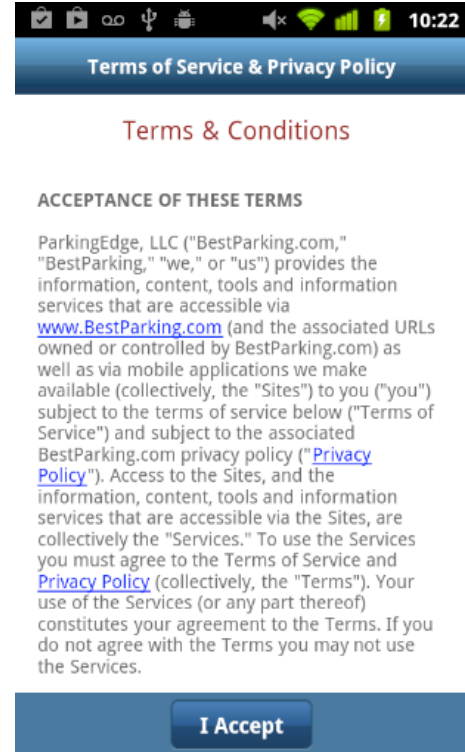 10:22
Terms of Service & Privacy Policy
Terms & Conditions
ACCEPTANCE OF THESE TERMS
ParkingEdge, LLC ("BestParking.com,"
"BestParking," "we," or "us") provides the
information, content, tools and information
services that are accessible via
www.BestParking.com (and the associated URLs
owned or controlled by BestParking.com) as
well as via mobile applications we make
available (collectively, the "Sites") to you ("you")
subject to the terms of service below ("Terms of
Service") and subject to the associated
BestParking.com privacy policy ("Privacy
Policy"). Access to the Sites, and the
information, content, tools and information
services that are accessible via the Sites, are
collectively the "Services." To use the Services
you must agree to the Terms of Service and
Privacy Policy (collectively, the "Terms"). Your
use of the Services (or any part thereof)
constitutes your agreement to the Terms. If you
do not agree with the Terms you may not use
the Services.
I Accept